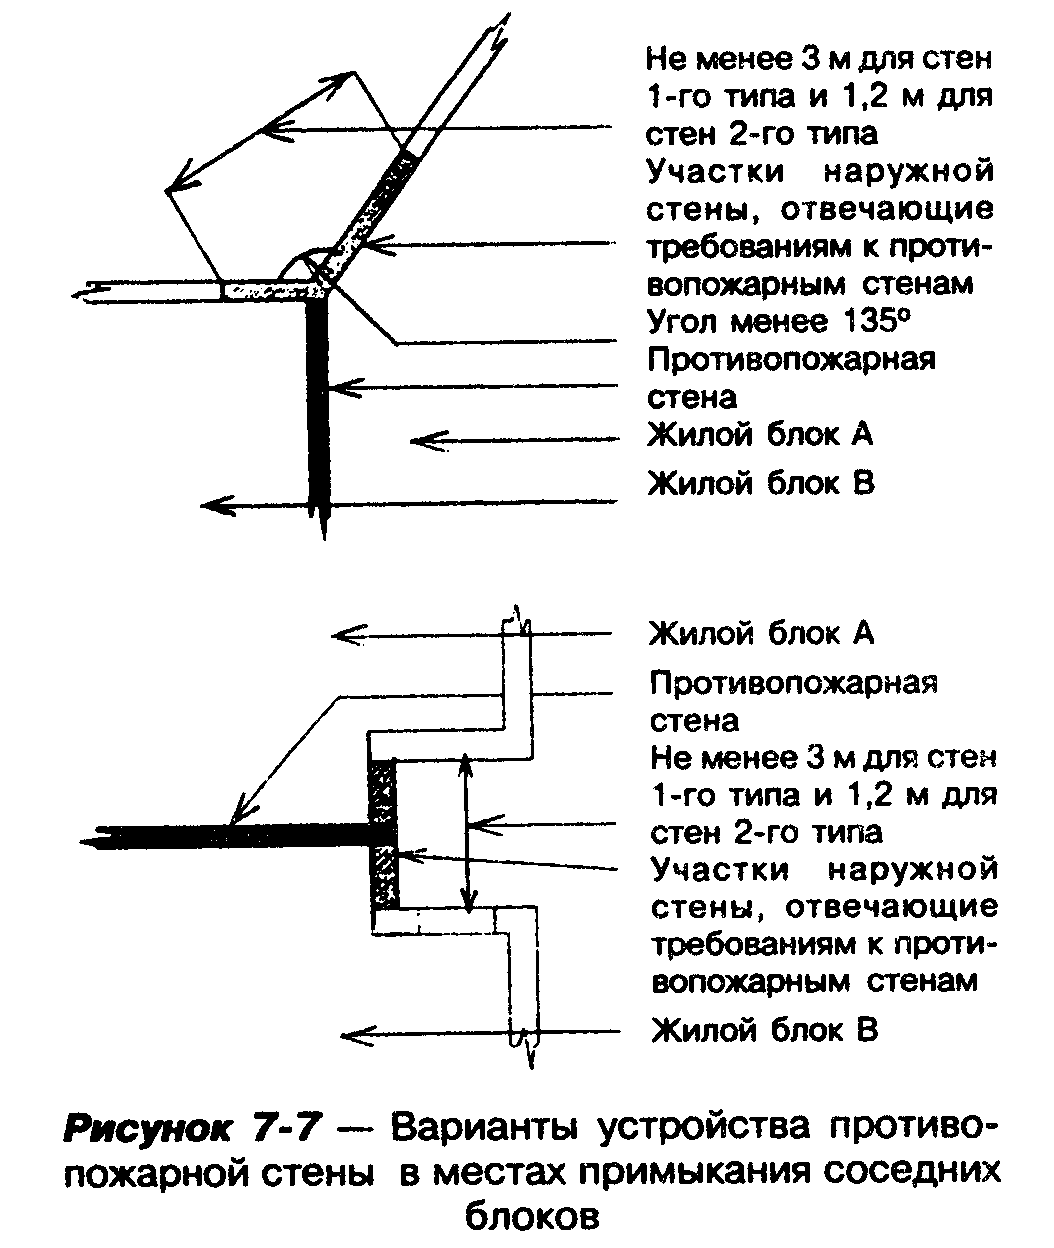 Не менее 3 м для стен
1-го типа и 1,2 м для
стен 2-го типа
Участки наружной
стены, отвечающие
требованиям к проти-
вопожарным стенам
Угол менее 135°
Противопожарная
стена
Жилой блок А
Жилой блок В
Жилой блок А
Противопожарная
стена
Не менее 3 м для стен
1-го типа и 1,2 м для
стен 2-го типа
Участки наружной
стены, отвечающие
требованиям к проти-
вопожарным стенам
Жилой блок В
Рисунок 7-7 — Варианты устройства противо-
пожарной стены в местах примыкания соседних
блоков